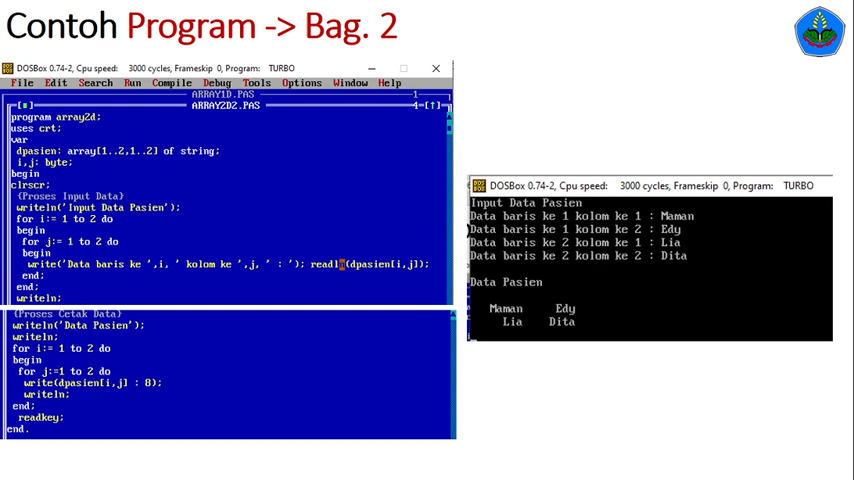 Contoh Program -> Bag. 2
DOSBox 0.74-2, Cpu speed: 3000 cycles, Frameskip 0, Program: TURBO
File Edit Search Run Compile Debug Tools Options Window Help
ARRAY1D.PAS 1
[■] ARRAY2D2.PAS 4=[↑]
program array2d;
uses crt;
var
dpasien: array[1..2,1..2] of string;
i,j: byte;
begin
clrscr;
{Proses Input Data}
writeln('Input Data Pasien');
for i:= 1 to 2 do
begin
for j:= 1 to 2 do
begin
write('Data baris ke ',i, ' kolom ke ',j, ' : '); readln(dpasien[i,j]);
end;
end;
writeln;
{Proses Cetak Data}
writeln('Data Pasien');
writeln;
for i:= 1 to 2 do
begin
for j:=1 to 2 do
write(dpasien[i,j] : 8);
writeln;
end;
readkey;
end.
DOSBox 0.74-2, Cpu speed: 3000 cycles, Frameskip 0, Program: TURBO
Input Data Pasien
Data baris ke 1 kolom ke 1 : Maman
Data baris ke 1 kolom ke 2 : Edy
Data baris ke 2 kolom ke 1 : Lia
Data baris ke 2 kolom ke 2 : Dita
Data Pasien
Maman Edy
Lia Dita